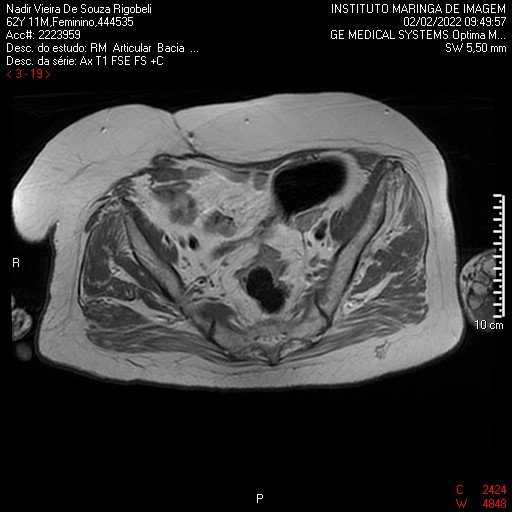 Nadir Vieira De Souza Rigobeli
62Y 11M,Feminino,444535
Acc#: 2223959
Desc. do estudo: RM Articular Bacia ...
Desc. da série: Ax T1 FSE FS +C
< 3 - 19 >
INSTITUTO MARINGA DE IMAGEM
02/02/2022 09:49:57
GE MEDICAL SYSTEMS Optima M...
SW 5,50 mm
R
10 cm
P
C 2424
W 4848